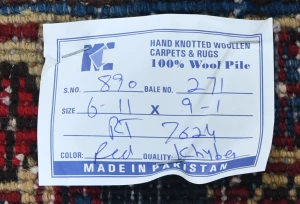 KC
HAND KNOTTED WOOLLEN
CARPETS & RUGS
100% Wool Pile
S.NO. 890 BALE NO. 271
SIZE 6-11 X 9-1
RT 7624
COLOR: Red QUALITY: Khyber
MADE IN PAKISTAN